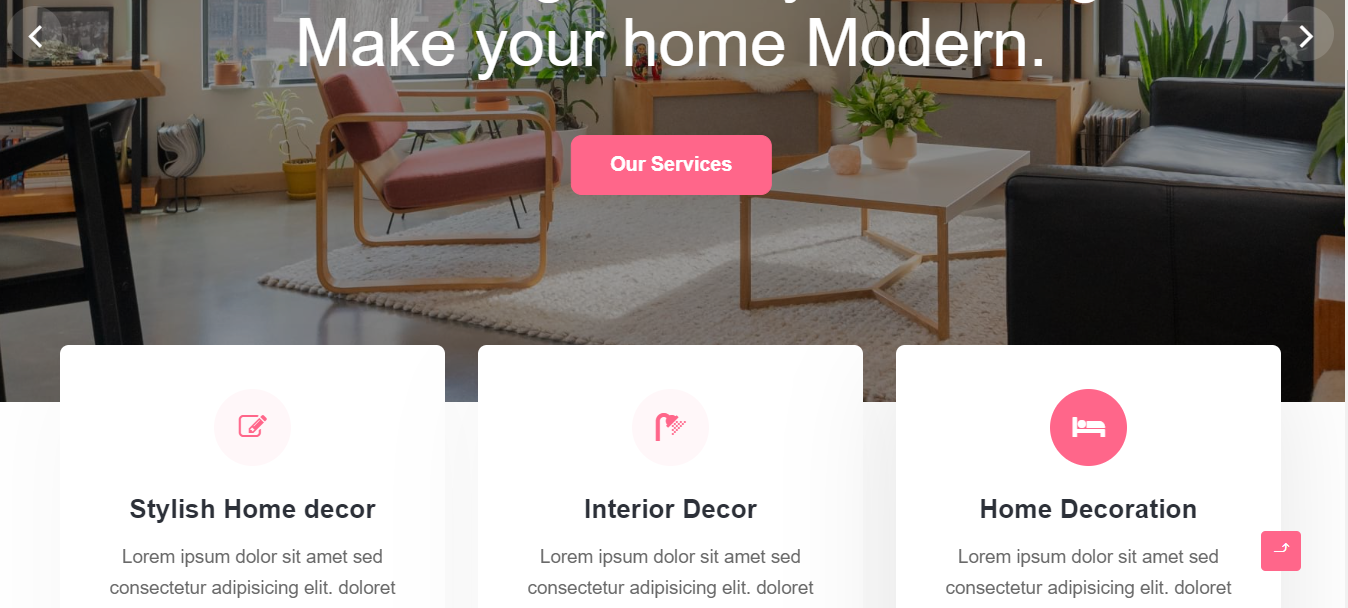 Make your home Modern.
Our Services
Stylish Home decor
Lorem ipsum dolor sit amet sed
consectetur adipisicing elit. doloret
Interior Decor
Lorem ipsum dolor sit amet sed
consectetur adipisicing elit. doloret
Home Decoration
Lorem ipsum dolor sit amet sed
consectetur adipisicing elit. doloret